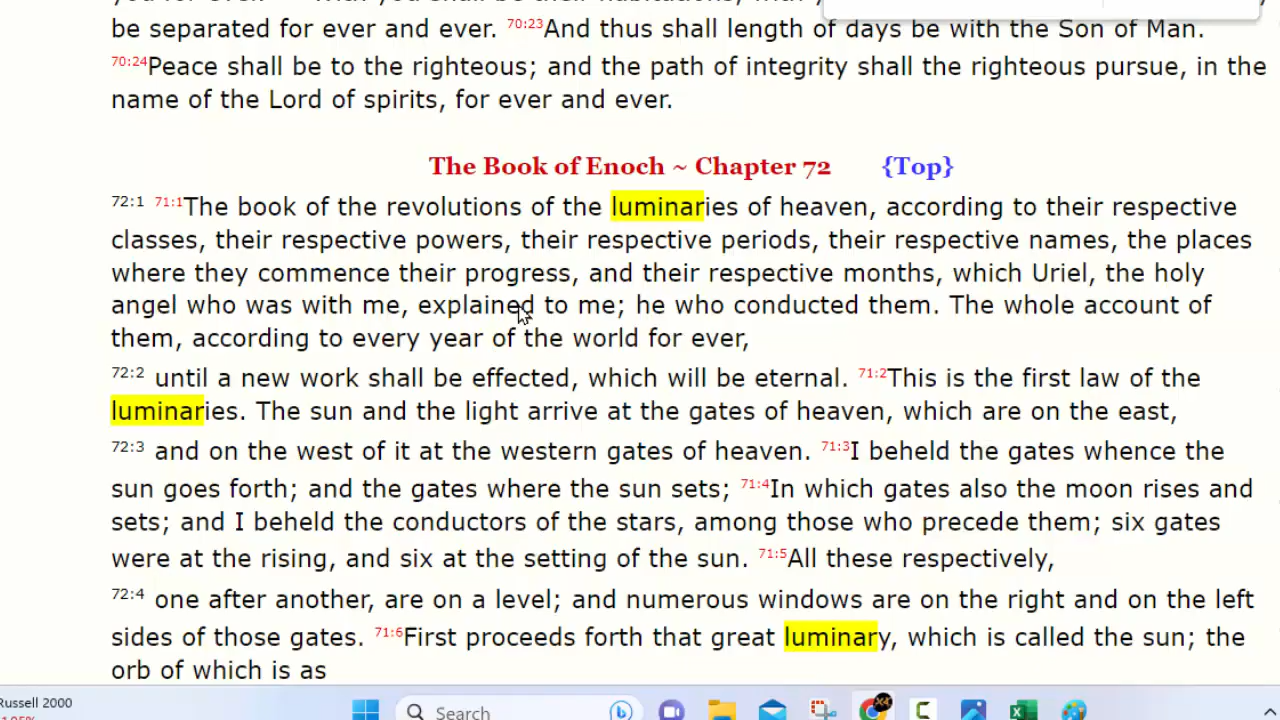 be separated for ever and ever. 70:23And thus shall length of days be with the Son of Man.
70:24Peace shall be to the righteous; and the path of integrity shall the righteous pursue, in the
name of the Lord of spirits, for ever and ever.
The Book of Enoch ~ Chapter 72 {Top}
72:1 71:1The book of the revolutions of the luminaries of heaven, according to their respective
classes, their respective powers, their respective periods, their respective names, the places
where they commence their progress, and their respective months, which Uriel, the holy
angel who was with me, explained to me; he who conducted them. The whole account of
them, according to every year of the world for ever,
72:2 until a new work shall be effected, which will be eternal. 71:2This is the first law of the
luminaries. The sun and the light arrive at the gates of heaven, which are on the east,
72:3 and on the west of it at the western gates of heaven. 71:3I beheld the gates whence the
sun goes forth; and the gates where the sun sets; 71:4In which gates also the moon rises and
sets; and I beheld the conductors of the stars, among those who precede them; six gates
were at the rising, and six at the setting of the sun. 71:5All these respectively,
72:4 one after another, are on a level; and numerous windows are on the right and on the left
sides of those gates. 71:6First proceeds forth that great luminary, which is called the sun; the
orb of which is as
Russell 2000
Search